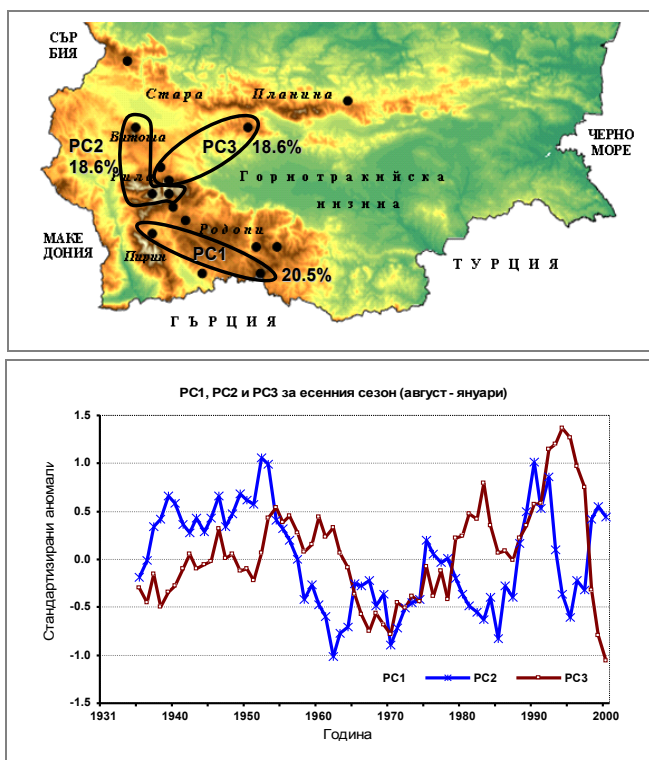 СЪР
БИЯ
Стара Планина
Витоша
PC2
18.6%
PC3
18.6%
ЧЕРНО
МОРЕ
Рила
Горнотракийска
низина
МАКЕ
ДОНИЯ
Родопи
Пирин
PC1
20.5%
ТУРЦИЯ
ГЪРЦИЯ
PC1, PC2 и PC3 за есенния сезон (август - януари)
Стандартизирани аномали
1.5
1.0
0.5
0.0
-0.5
-1.0
-1.5
PC1 PC2 PC3
1931 1940 1950 1960 1970 1980 1990 2000
Година